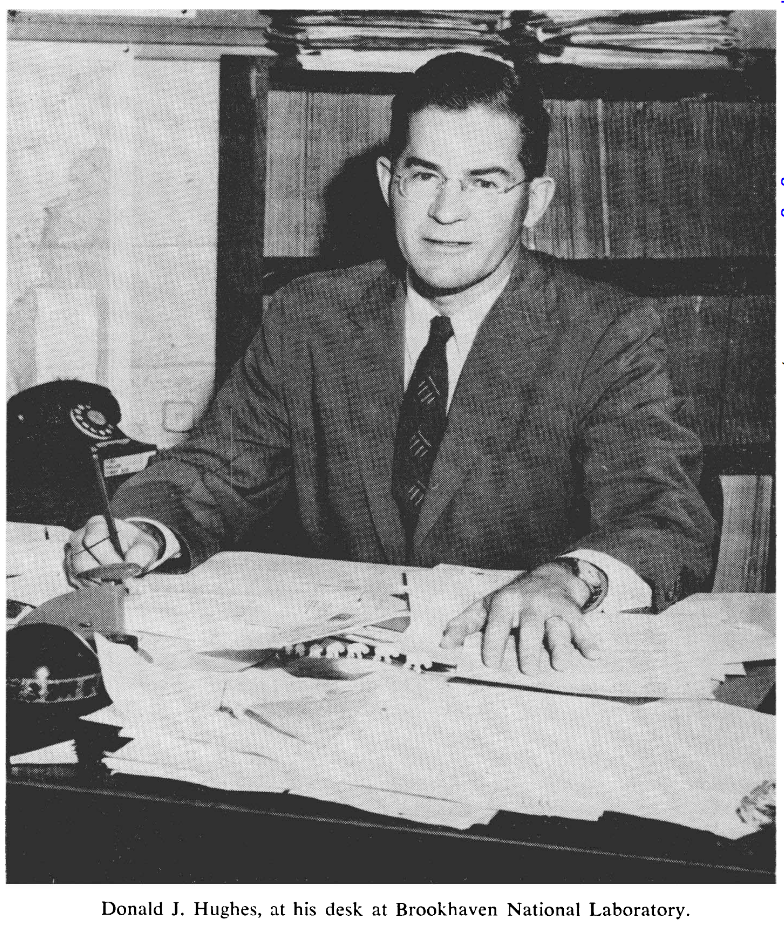 Donald J. Hughes, at his desk at Brookhaven National Laboratory.